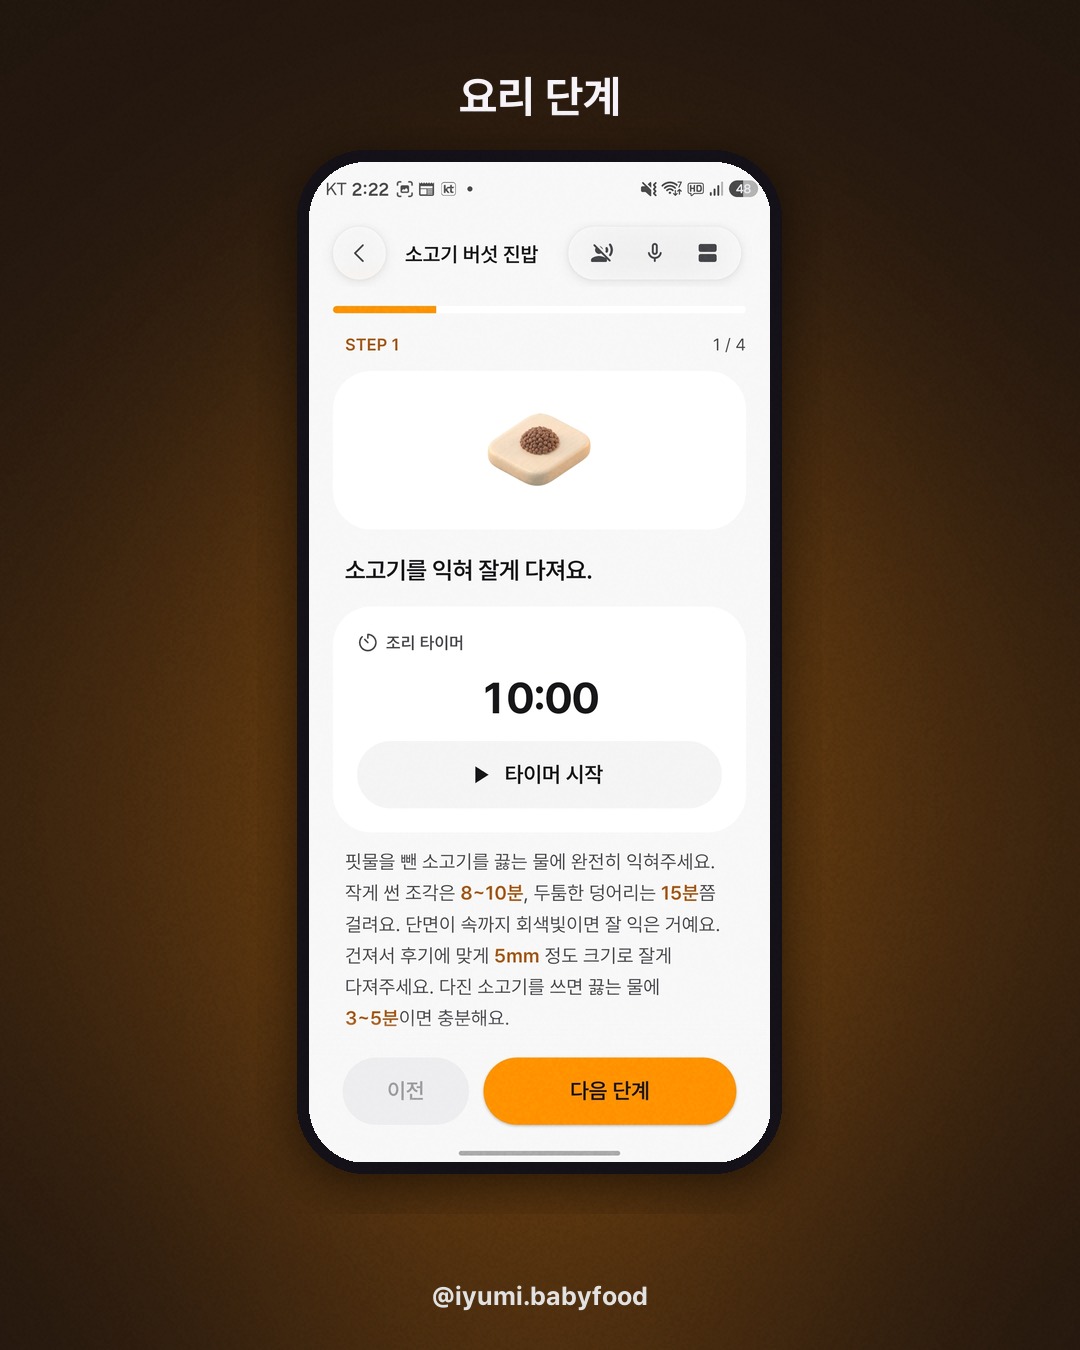 요리 단계
KT 2:22 kt HD 48
소고기 버섯 진밥
STEP 1 1 / 4
소고기를 익혀 잘게 다져요.
조리 타이머
10:00
타이머 시작
핏물을 뺀 소고기를 끓는 물에 완전히 익혀주세요.
작게 썬 조각은 8~10분, 두툼한 덩어리는 15분쯤
걸려요. 단면이 속까지 회색빛이면 잘 익은 거예요.
건져서 후기에 맞게 5mm 정도 크기로 잘게
다져주세요. 다진 소고기를 쓰면 끓는 물에
3~5분이면 충분해요.
이전 다음 단계
@iyumi.babyfood